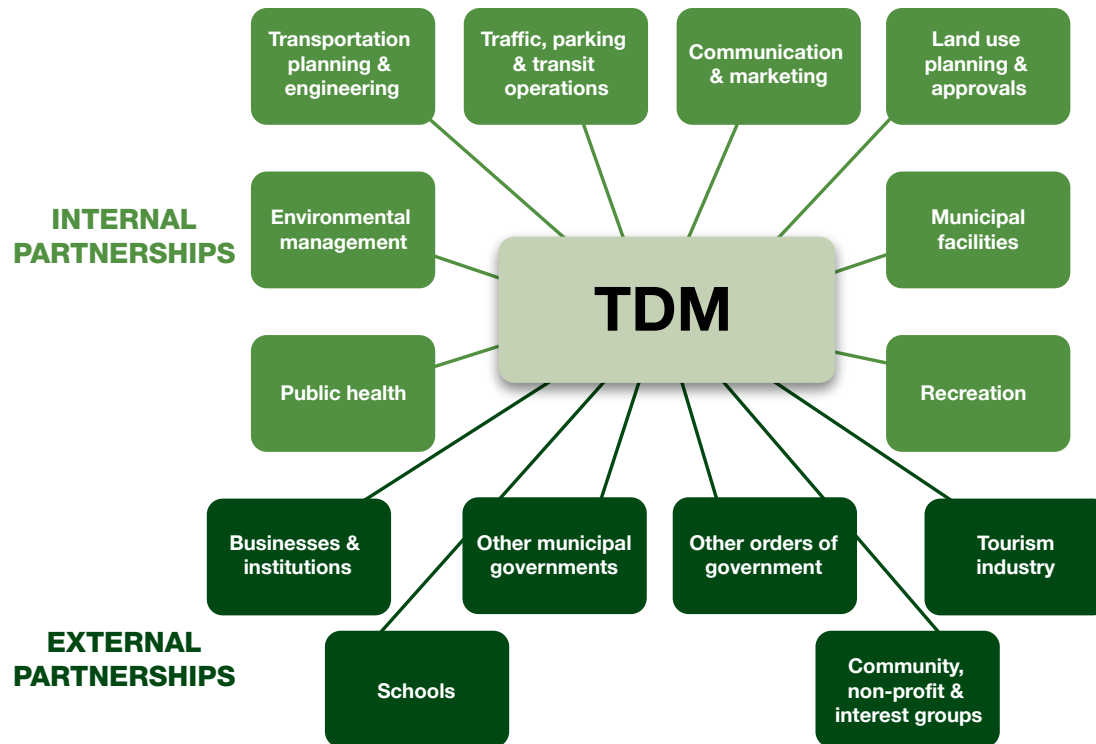 Transportation
planning &
engineering
Traffic, parking
& transit
operations
Communication
& marketing
Land use
planning &
approvals
INTERNAL
PARTNERSHIPS
Environmental
management
Municipal
facilities
TDM
Public health
Recreation
Businesses &
institutions
Other municipal
governments
Other orders of
government
Tourism
industry
EXTERNAL
PARTNERSHIPS
Schools
Community,
non-profit &
interest groups